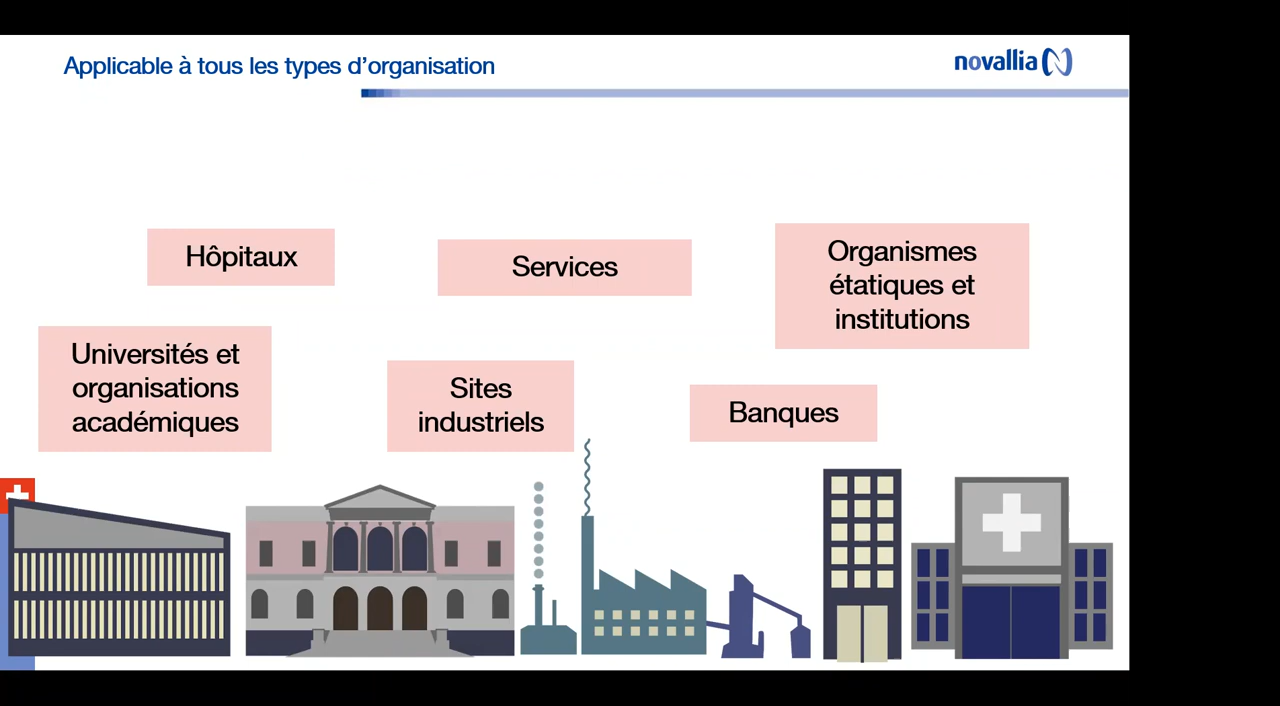 Applicable à tous les types d’organisation
novallia
Hôpitaux
Services
Organismes
étatiques et
institutions
Universités et
organisations
académiques
Sites
industriels
Banques